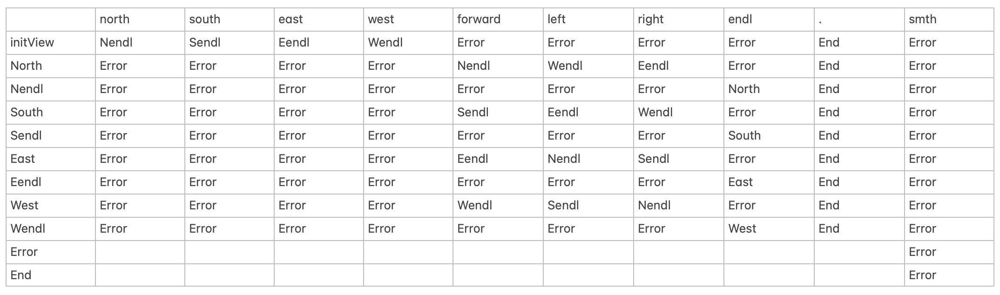 north south east west forward left right endl . smth
initView Nendl Sendl Eendl Wendl Error Error Error Error End Error
North Error Error Error Error Nendl Wendl Eendl Error End Error
Nendl Error Error Error Error Error Error Error North End Error
South Error Error Error Error Sendl Eendl Wendl Error End Error
Sendl Error Error Error Error Error Error Error South End Error
East Error Error Error Error Eendl Nendl Sendl Error End Error
Eendl Error Error Error Error Error Error Error East End Error
West Error Error Error Error Wendl Sendl Nendl Error End Error
Wendl Error Error Error Error Error Error Error West End Error
Error Error
End Error